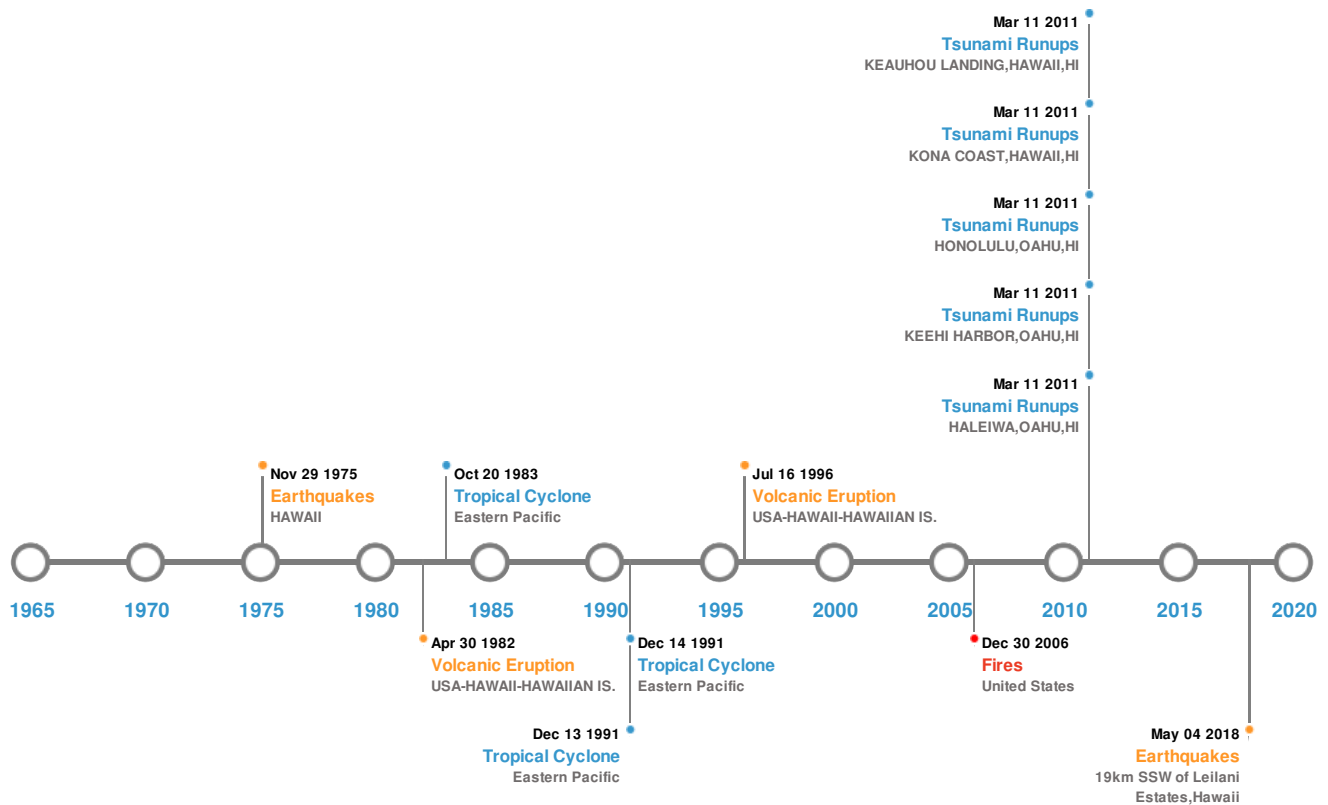 Mar 11 2011
Tsunami Runups
KEAUHOU LANDING,HAWAII,HI
Mar 11 2011
Tsunami Runups
KONA COAST,HAWAII,HI
Mar 11 2011
Tsunami Runups
HONOLULU,OAHU,HI
Mar 11 2011
Tsunami Runups
KEEHI HARBOR,OAHU,HI
Mar 11 2011
Tsunami Runups
HALEIWA,OAHU,HI
Nov 29 1975
Earthquakes
HAWAII
Oct 20 1983
Tropical Cyclone
Eastern Pacific
Jul 16 1996
Volcanic Eruption
USA-HAWAII-HAWAIIAN IS.
1965 1970 1975 1980 1985 1990 1995 2000 2005 2010 2015 2020
Apr 30 1982
Volcanic Eruption
USA-HAWAII-HAWAIIAN IS.
Dec 14 1991
Tropical Cyclone
Eastern Pacific
Dec 30 2006
Fires
United States
Dec 13 1991
Tropical Cyclone
Eastern Pacific
May 04 2018
Earthquakes
19km SSW of Leilani
Estates,Hawaii